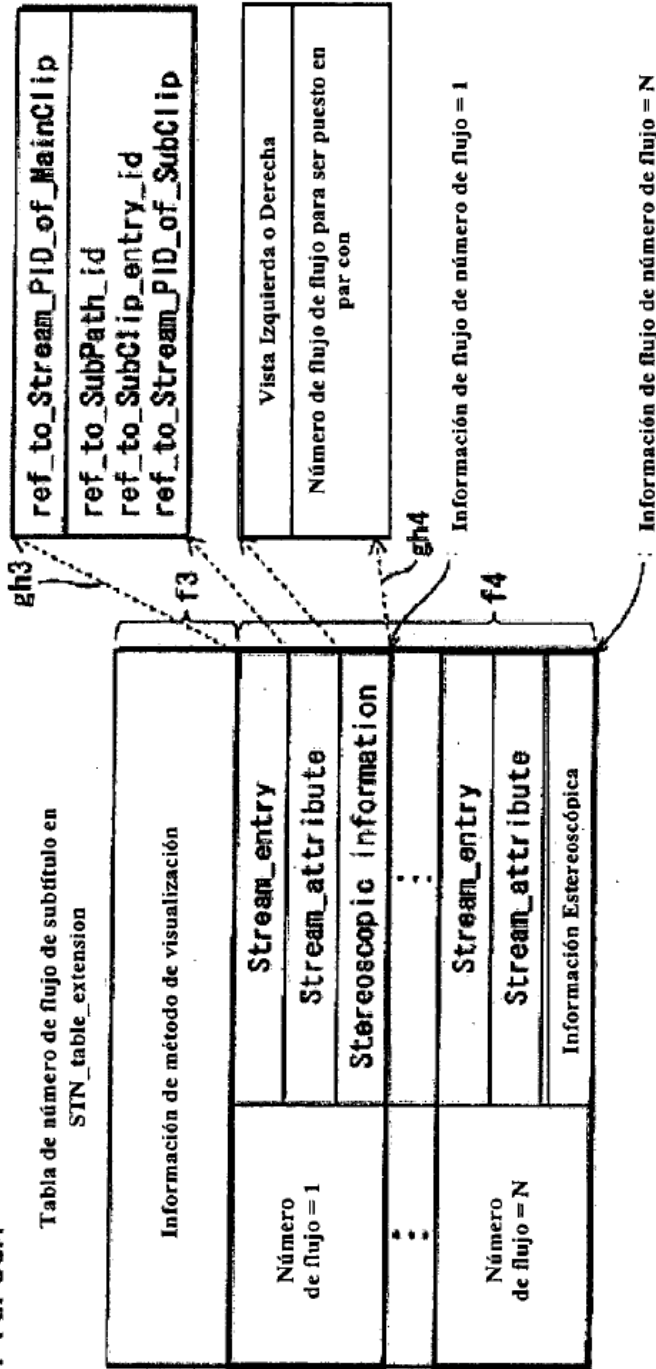 Tabla de número de flujo de subtítulo en
STN_table_extension
Información de método de visualización
Número
de flujo = 1
Stream_entry
Stream_attribute
Stereoscopic information
Número
de flujo = N
Stream_entry
Stream_attribute
Información Estereoscópica
f3
f4
gh3
gh4
ref_to_Stream_PID_of_MainClip
ref_to_SubPath_id
ref_to_SubClip_entry_id
ref_to_Stream_PID_of_SubClip
Vista Izquierda o Derecha
Número de flujo para ser puesto en
par con
: Información de flujo de número de flujo = 1
: Información de flujo de número de flujo = N